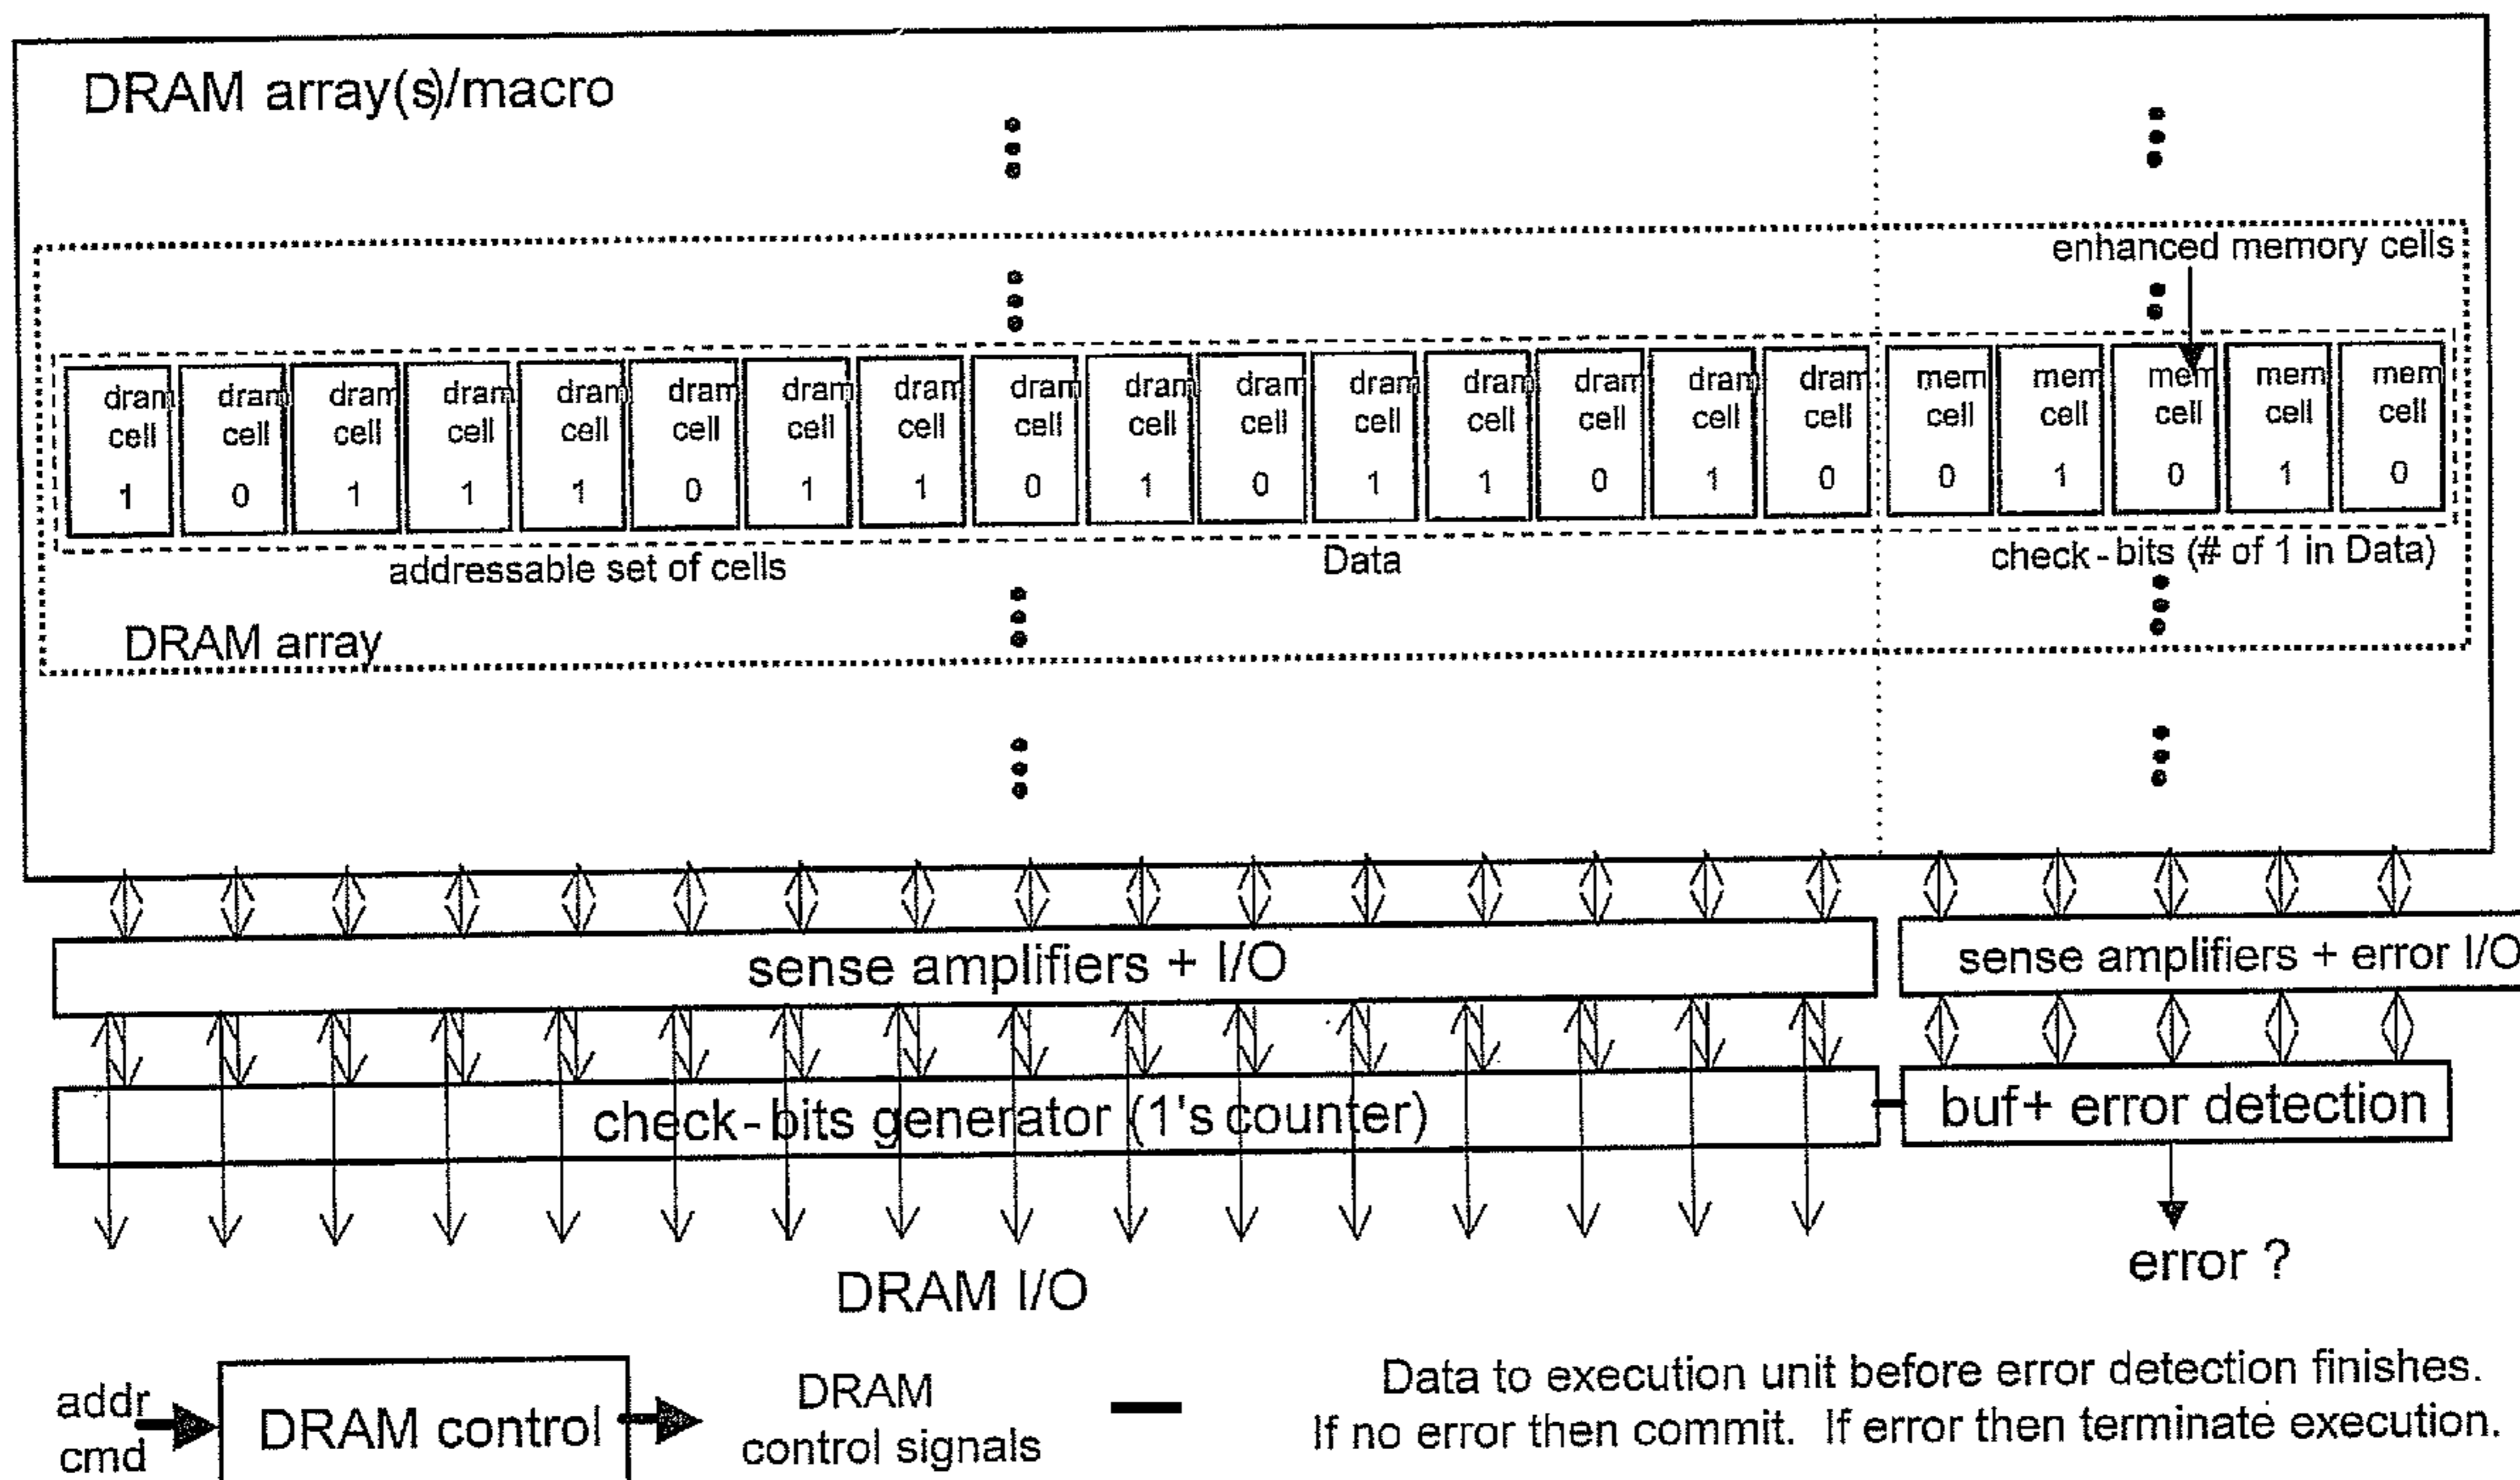 DRAM array(s)/macro
enhanced memory cells
dram dram dram dram dram dram dram dram dram dram dram dram dram dram dram dram mem mem mem mem mem
cell cell cell cell cell cell cell cell cell cell cell cell cell cell cell cell cell cell cell cell cell
1 0 1 1 1 0 1 1 0 1 0 1 1 0 1 0 0 1 0 1 0
addressable set of cells Data check-bits (# of 1 in Data)
DRAM array
sense amplifiers + I/O sense amplifiers + error I/O
check-bits generator (1's counter) buf+ error detection
DRAM I/O error ?
addr
cmd
DRAM control
DRAM
control signals
Data to execution unit before error detection finishes.
If no error then commit. If error then terminate execution.